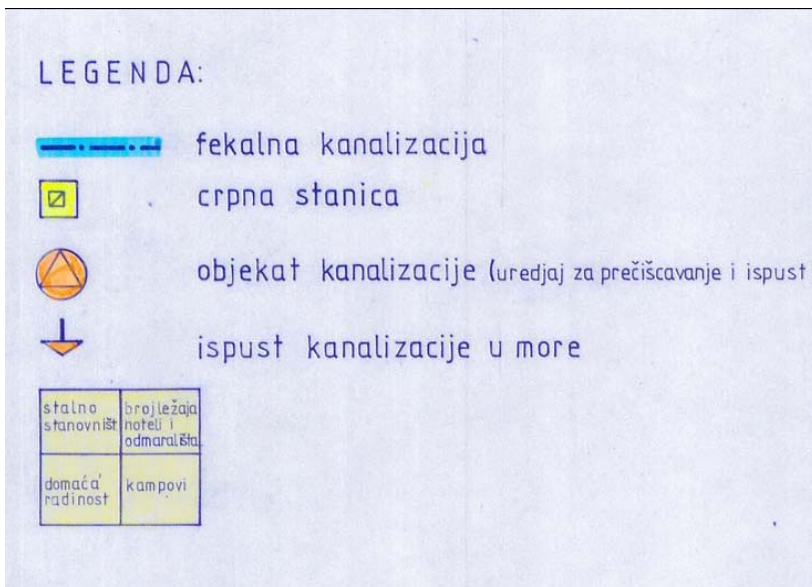 LEGENDA:
fekalna kanalizacija
crpna stanica
objekat kanalizacije (uredjaj za prečišcavanje i ispust
ispust kanalizacije u more
stalno
stanovništ
brojležaja
noteli i
odmarališta
domaća
radinost
kampovi